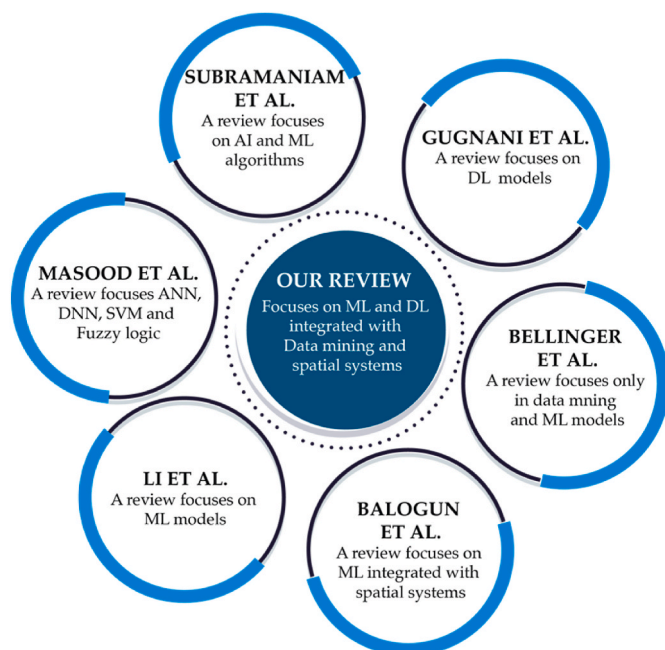 SUBRAMANIAM
ET AL.
A review focuses
on AI and ML
algorithms
GUGNANI ET AL.
A review focuses on
DL models
MASOOD ET AL.
A review focuses ANN,
DNN, SVM and
Fuzzy logic
OUR REVIEW
Focuses on ML and DL
integrated with
Data mining and
spatial systems
BELLINGER
ET AL.
A review focuses only
in data mning
and ML models
LI ET AL.
A review focuses on
ML models
BALOGUN
ET AL.
A review focuses on
ML integrated with
spatial systems